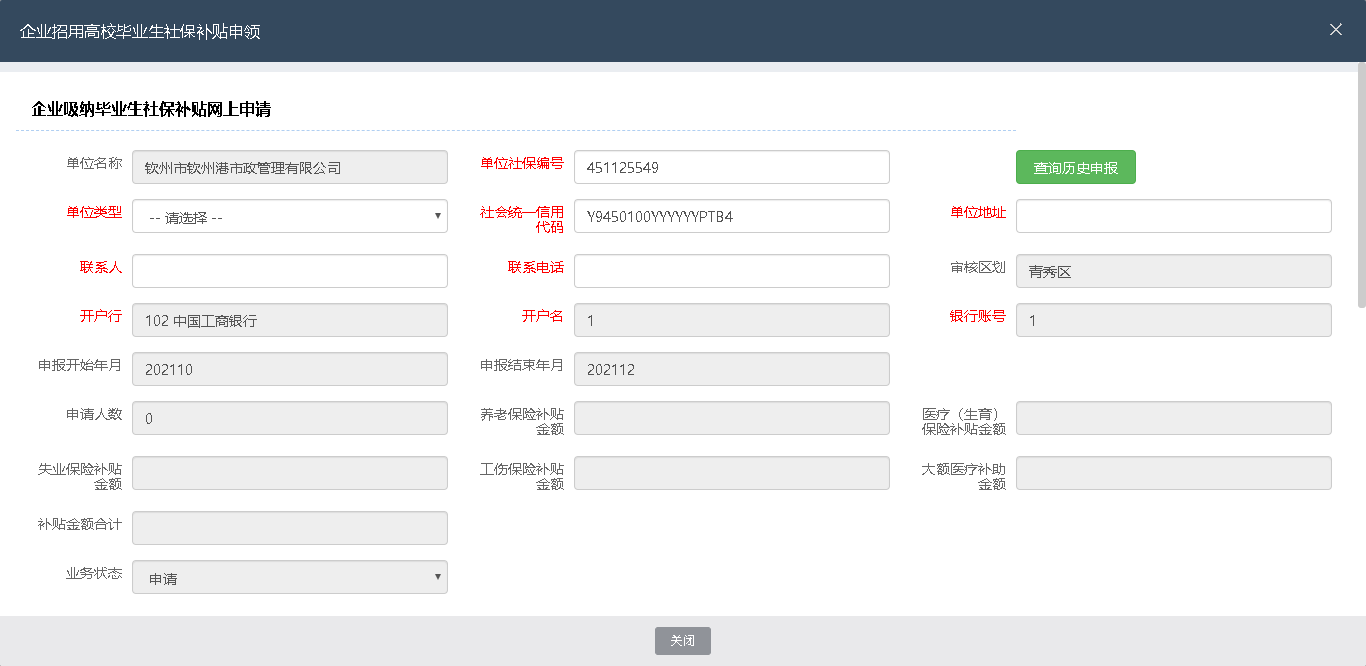 企业招用高校毕业生社保补贴申领
企业吸纳毕业生社保补贴网上申请
单位名称 钦州市钦州港市政管理有限公司 单位社保编号 451125549 查询历史申报
单位类型 -- 请选择 -- 社会统一信用代码 Y9450100YYYYYYPTB4 单位地址
联系人 联系电话 审核区划 青秀区
开户行 102 中国工商银行 开户名 1 银行账号 1
申报开始年月 202110 申报结束年月 202112
申请人数 0 养老保险补贴金额 医疗（生育）保险补贴金额
失业保险补贴金额 工伤保险补贴金额 大额医疗补助金额
补贴金额合计
业务状态 申请
关闭